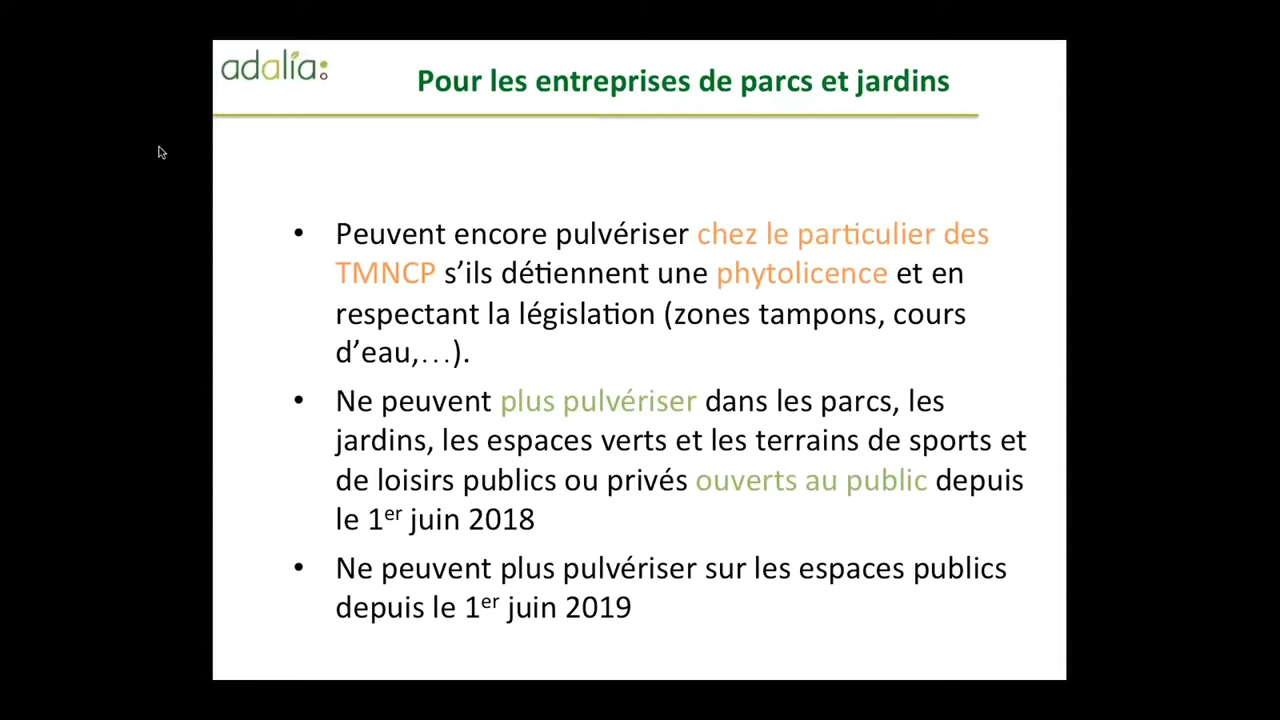 adalia
Pour les entreprises de parcs et jardins
• Peuvent encore pulvériser chez le particulier des
TMNCP s’ils détiennent une phytolicence et en
respectant la législation (zones tampons, cours
d’eau,…).
• Ne peuvent plus pulvériser dans les parcs, les
jardins, les espaces verts et les terrains de sports et
de loisirs publics ou privés ouverts au public depuis
le 1er juin 2018
• Ne peuvent plus pulvériser sur les espaces publics
depuis le 1er juin 2019